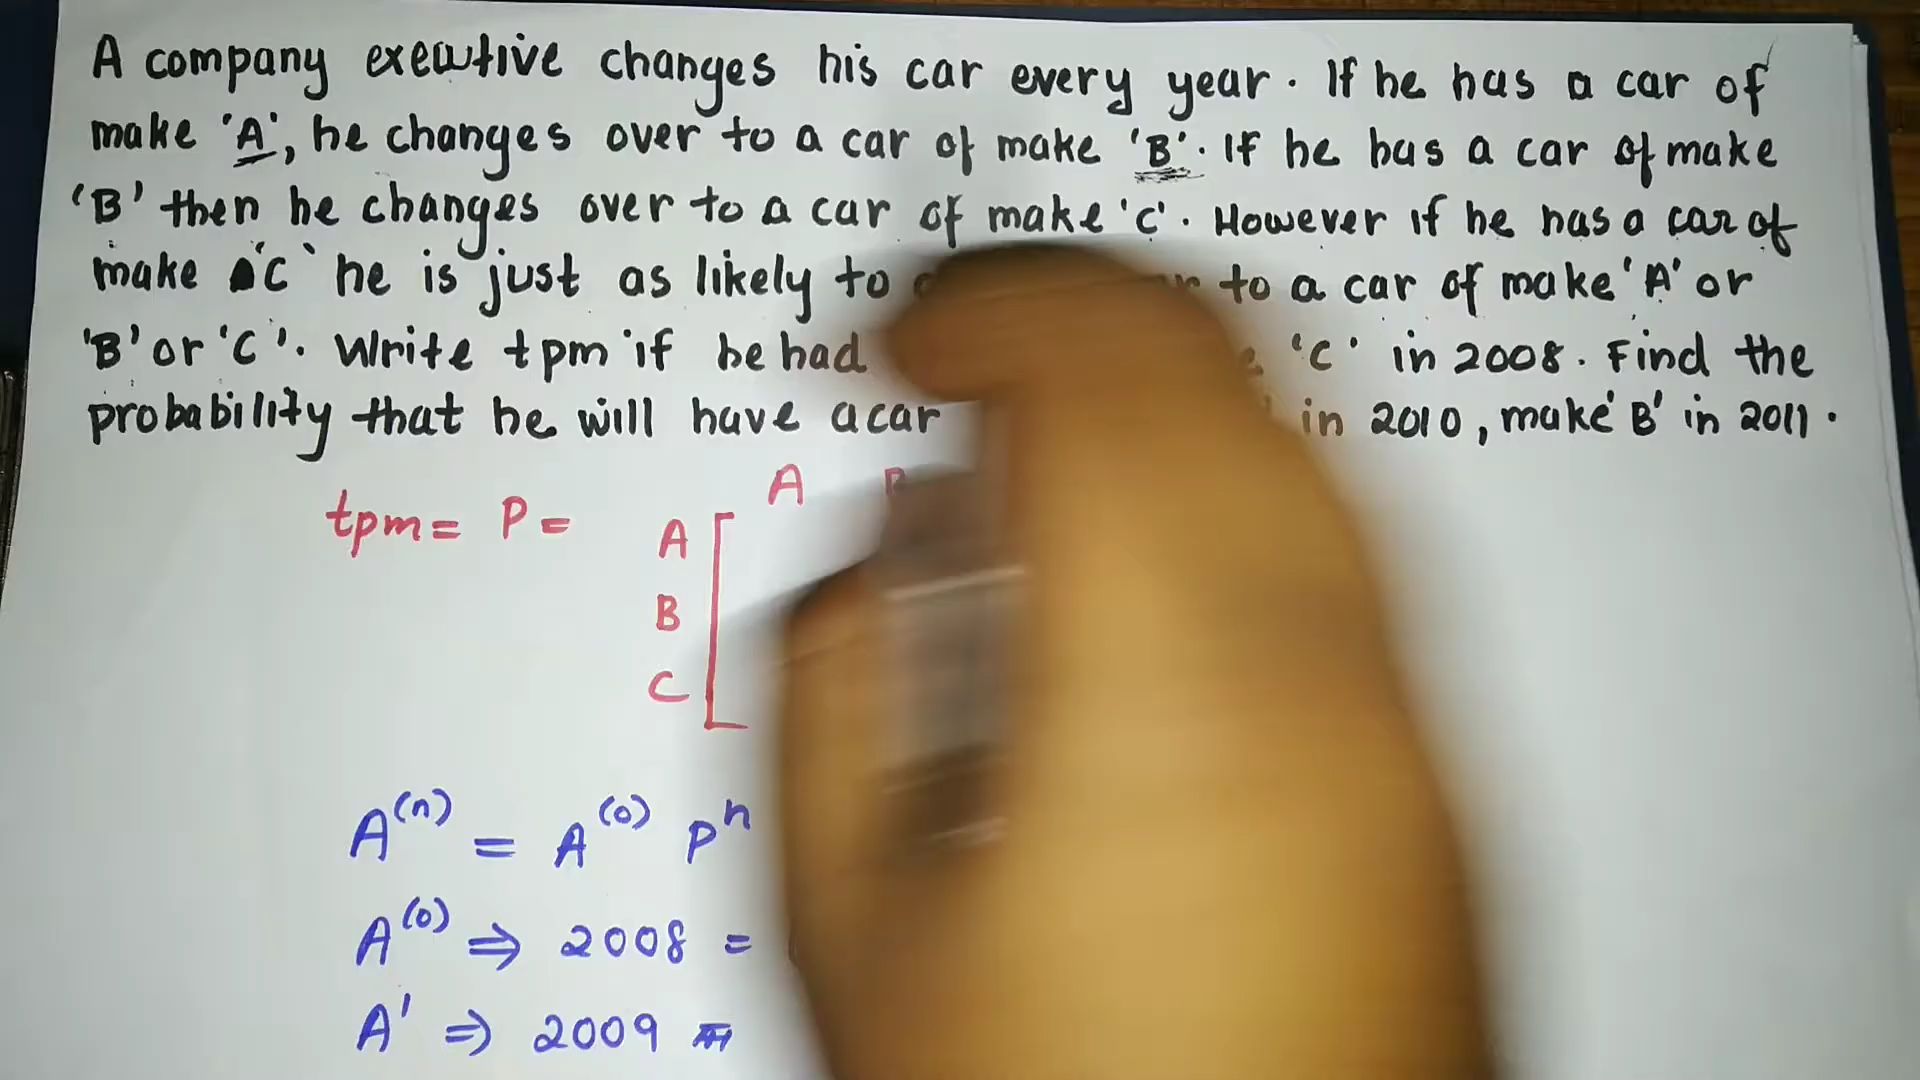 A company executive changes his car every year. If he has a car of
make 'A', he changes over to a car of make 'B'. If he has a car of make
'B' then he changes over to a car of make 'C'. However if he has a car of
make 'C' he is just as likely to to a car of make 'A' or
'B' or 'C'. Write tpm if he had 'C' in 2008. Find the
probability that he will have a car in 2010, make 'B' in 2011.
A
tpm = P = A
B
C
A^(n) = A^(0) P^n
A^(0) ⇒ 2008 =
A' ⇒ 2009